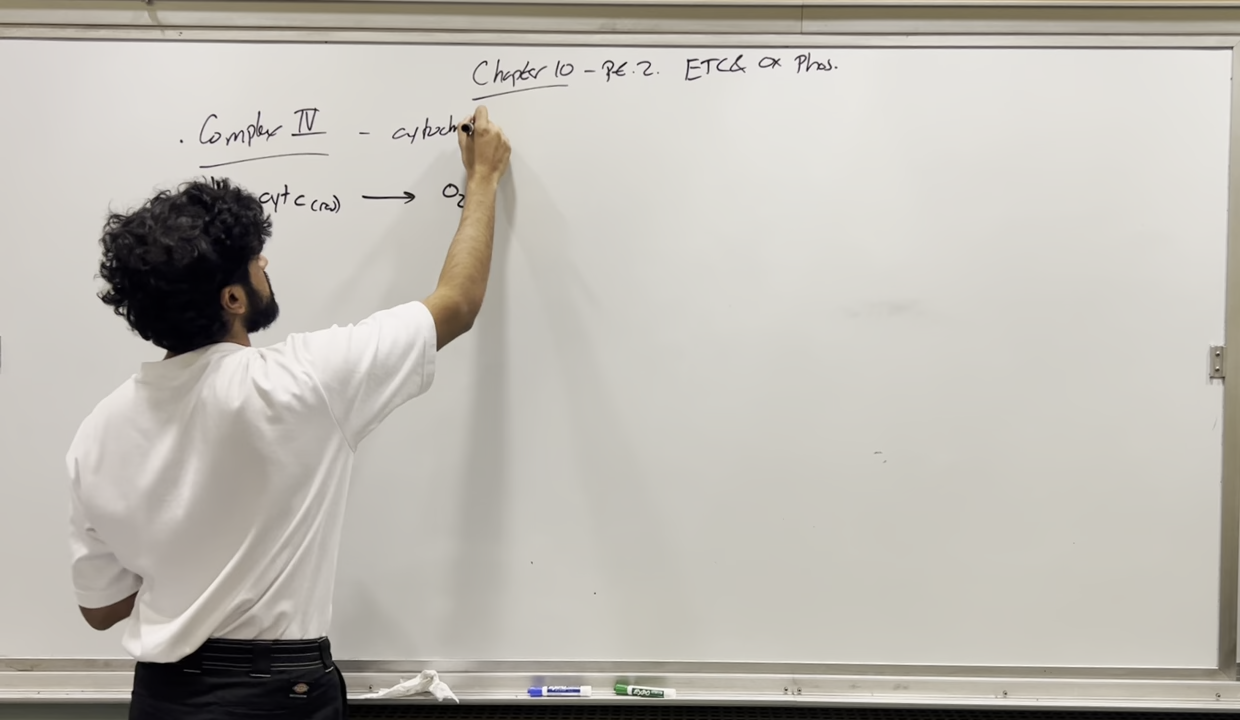 Chapter 10 - Pt. 2. ETC & Ox Phos.
. Complex IV - cytoch
cyt c (red) → O₂